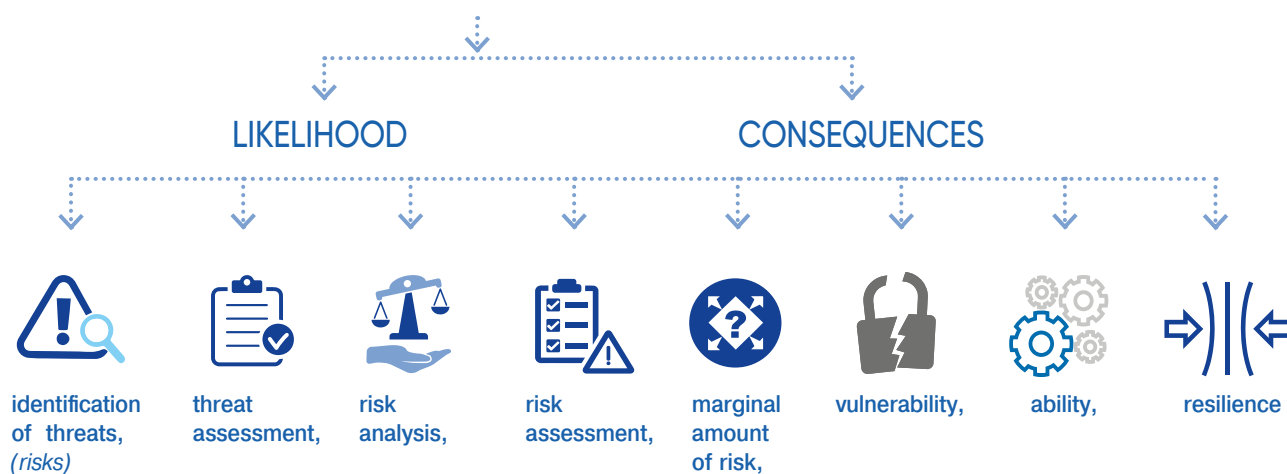 LIKELIHOOD
CONSEQUENCES
identification
of threats,
(risks)
threat
assessment,
risk
analysis,
risk
assessment,
marginal
amount
of risk,
vulnerability,
ability,
resilience